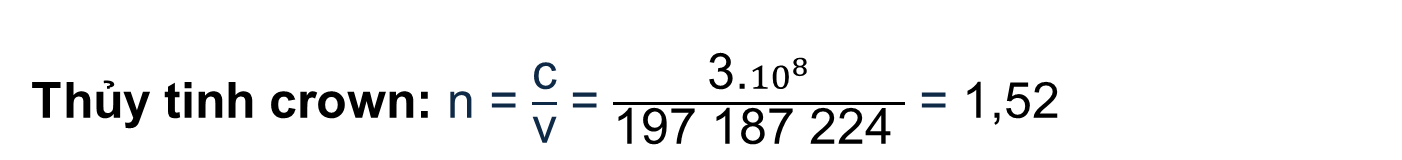 Thủy tinh crown: n = c/v = 3.10⁸/197 187 224 = 1,52